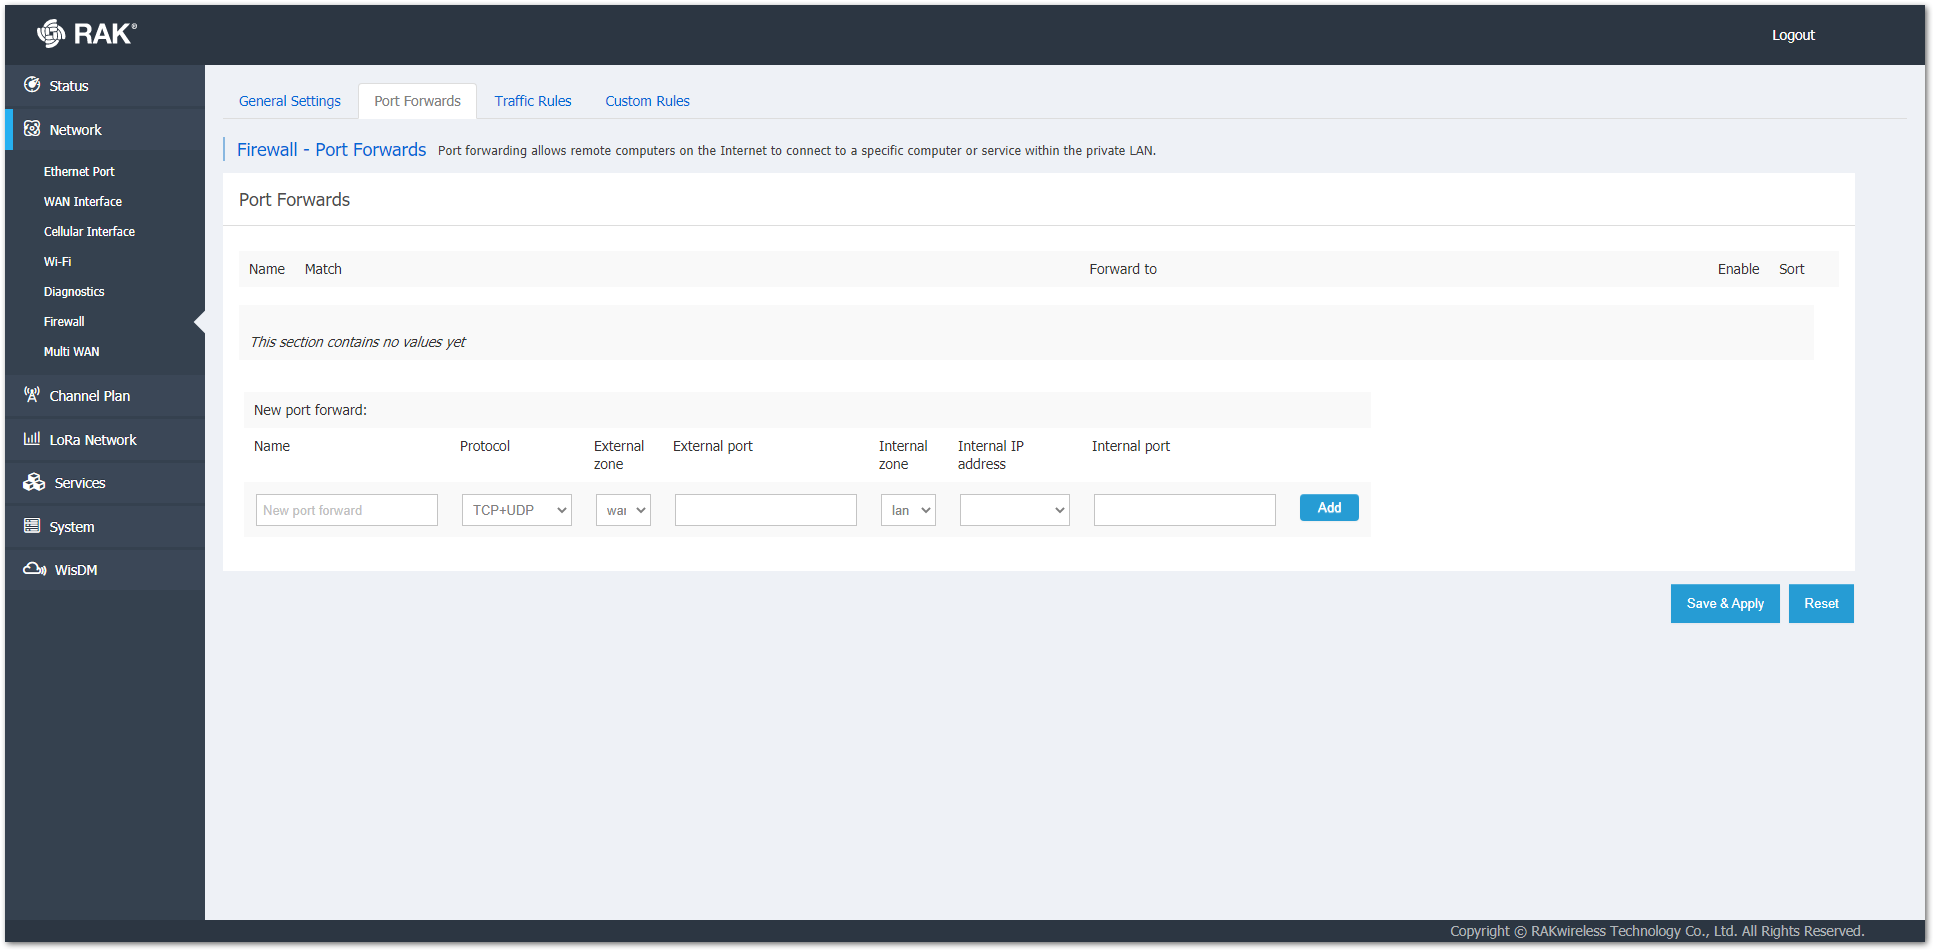 RAK®
Logout
Status
Network
Ethernet Port
WAN Interface
Cellular Interface
Wi-Fi
Diagnostics
Firewall
Multi WAN
Channel Plan
LoRa Network
Services
System
WisDM
General Settings Port Forwards Traffic Rules Custom Rules
Firewall - Port Forwards Port forwarding allows remote computers on the Internet to connect to a specific computer or service within the private LAN.
Port Forwards
Name Match Forward to Enable Sort
This section contains no values yet
New port forward:
Name Protocol External zone External port Internal zone Internal IP address Internal port
New port forward TCP+UDP wan lan Add
Save & Apply Reset
Copyright © RAKwireless Technology Co., Ltd. All Rights Reserved.